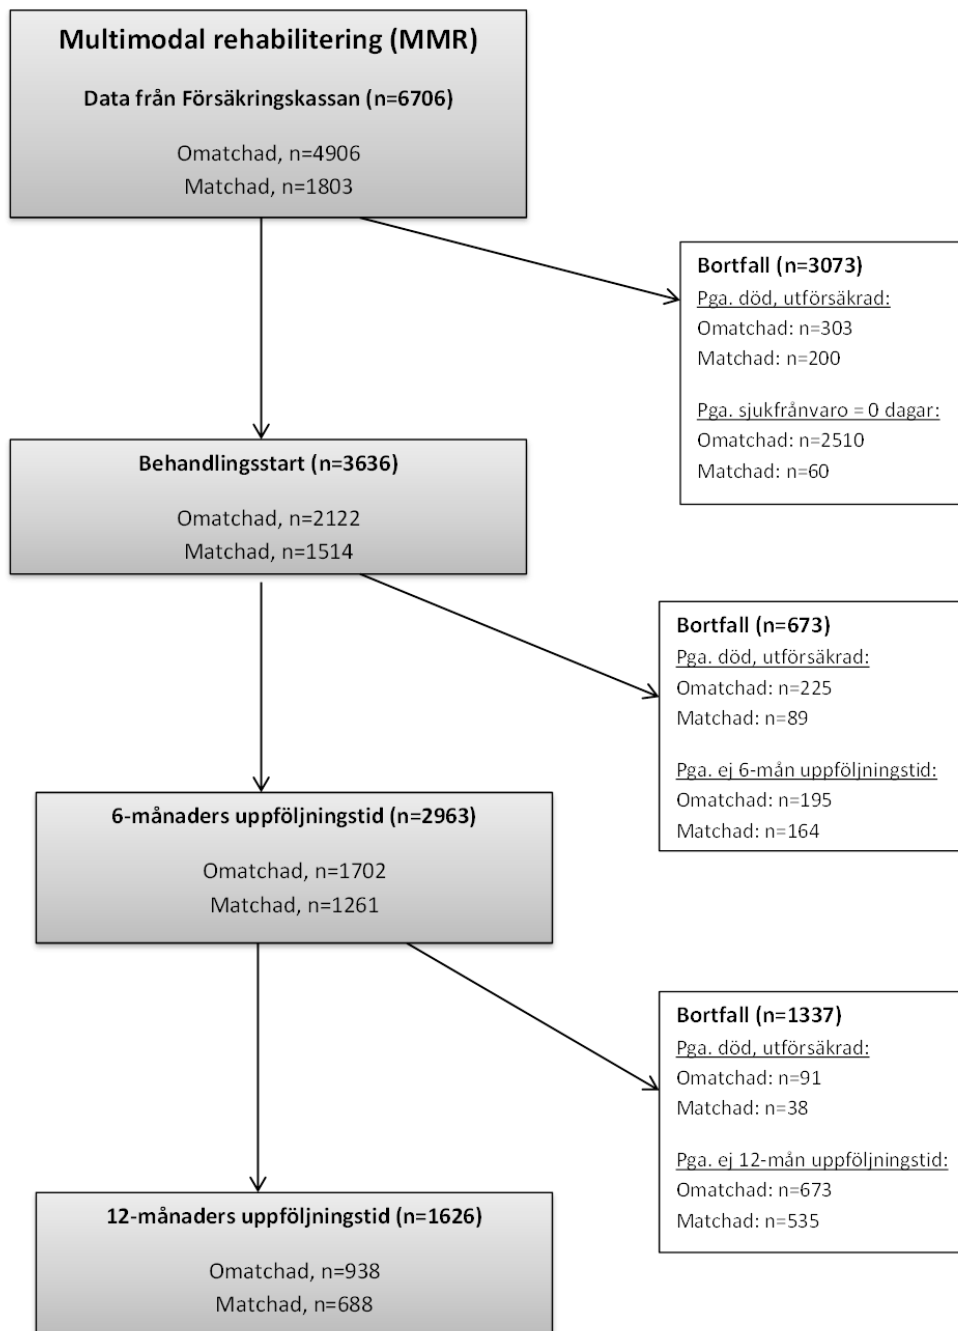 Multimodal rehabilitering (MMR)
Data från Försäkringskassan (n=6706)
Omatchad, n=4906
Matchad, n=1803
Bortfall (n=3073)
Pga. död, utförsäkrad:
Omatchad: n=303
Matchad: n=200
Pga. sjukfrånvaro = 0 dagar:
Omatchad: n=2510
Matchad: n=60
Behandlingsstart (n=3636)
Omatchad, n=2122
Matchad, n=1514
Bortfall (n=673)
Pga. död, utförsäkrad:
Omatchad: n=225
Matchad: n=89
Pga. ej 6-mån uppföljningstid:
Omatchad: n=195
Matchad: n=164
6-månaders uppföljningstid (n=2963)
Omatchad, n=1702
Matchad, n=1261
Bortfall (n=1337)
Pga. död, utförsäkrad:
Omatchad: n=91
Matchad: n=38
Pga. ej 12-mån uppföljningstid:
Omatchad: n=673
Matchad: n=535
12-månaders uppföljningstid (n=1626)
Omatchad, n=938
Matchad, n=688